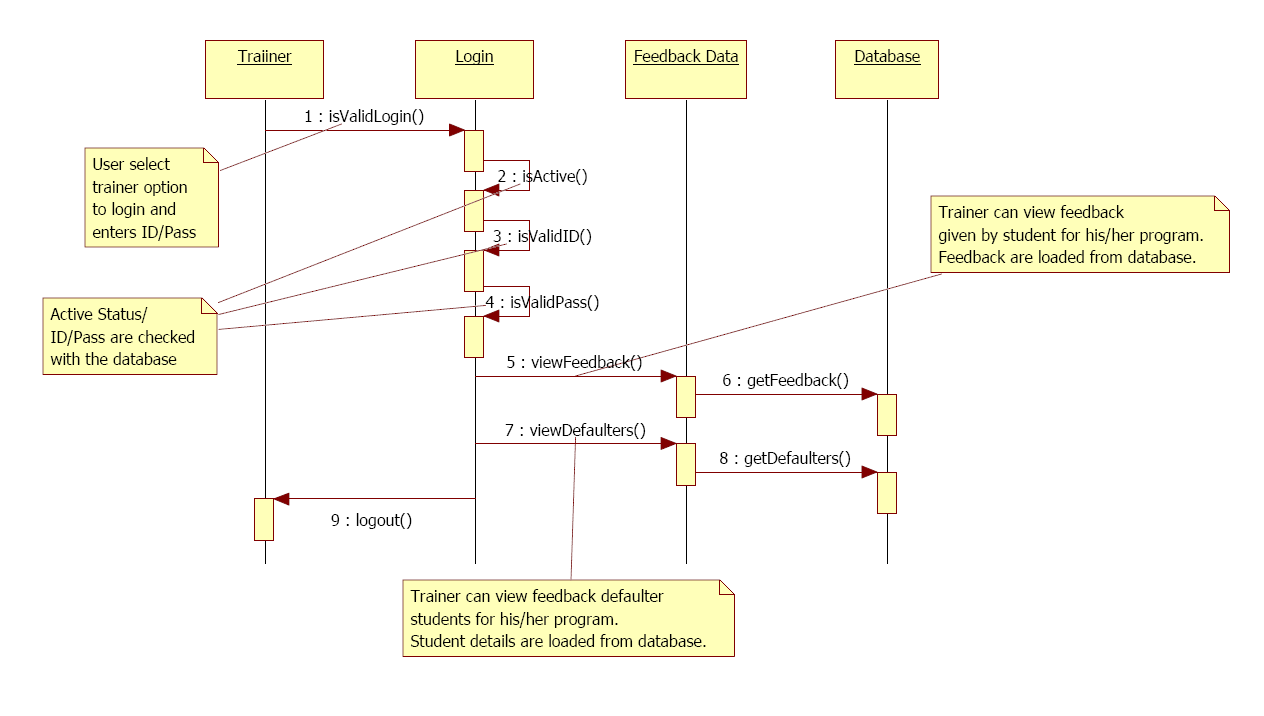 Traiiner
Login
Feedback Data
Database
1 : isValidLogin()
User select
trainer option
to login and
enters ID/Pass
2 : isActive()
Trainer can view feedback
given by student for his/her program.
Feedback are loaded from database.
3 : isValidID()
4 : isValidPass()
Active Status/
ID/Pass are checked
with the database
5 : viewFeedback()
6 : getFeedback()
7 : viewDefaulters()
8 : getDefaulters()
9 : logout()
Trainer can view feedback defaulter
students for his/her program.
Student details are loaded from database.